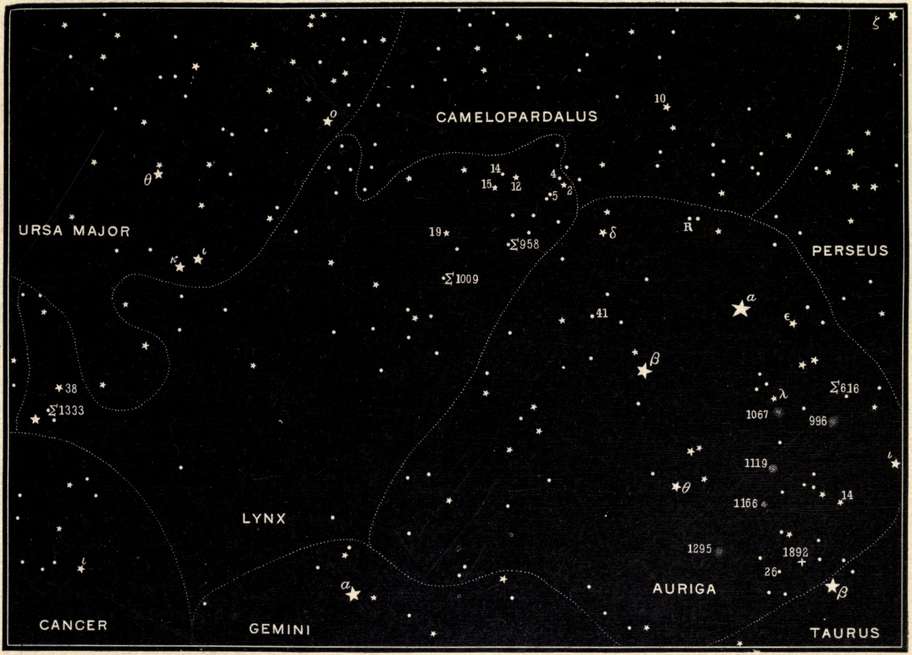 ζ
10
ο
CAMELOPARDALUS
14
4
θ
15
12
2
5
R
URSA MAJOR
19
δ
Σ958
PERSEUS
κ
ι
Σ1009
α
41
ε
β
38
Σ616
λ
Σ1333
1067
996
1119
ι
θ
14
1166
LYNX
1295
1892
ι
26
α
AURIGA
β
CANCER
GEMINI
TAURUS